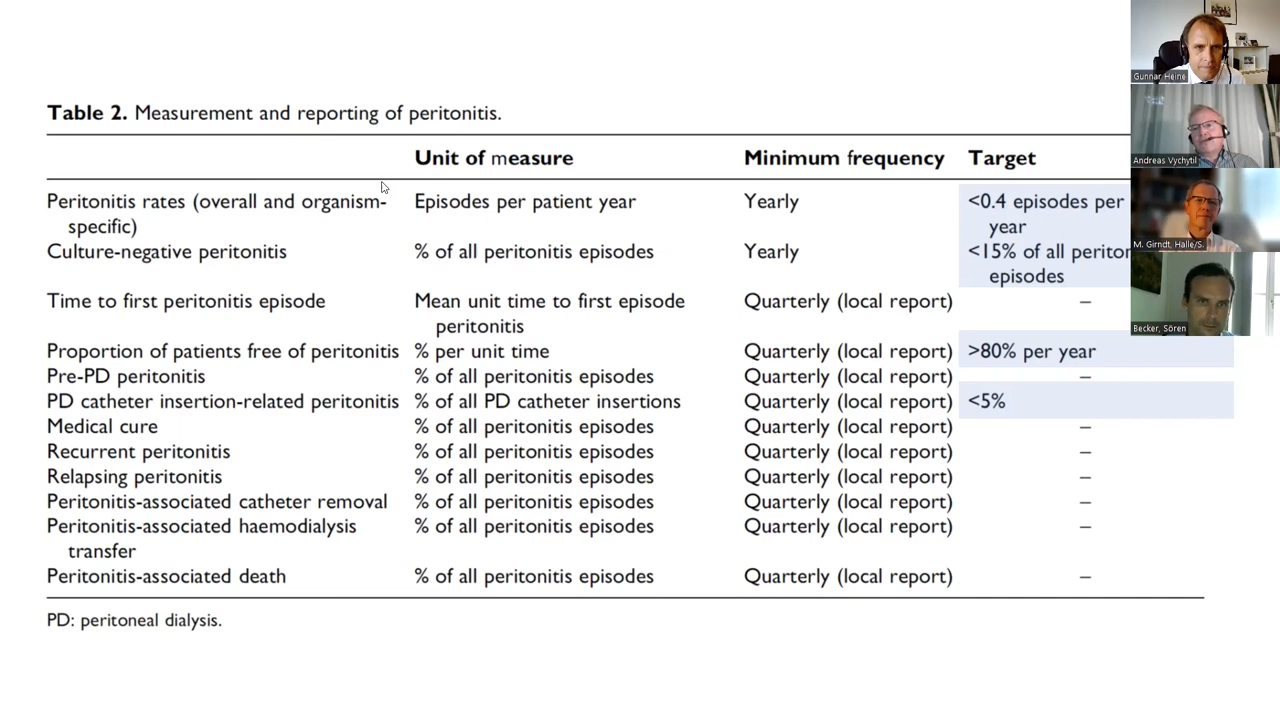 Table 2. Measurement and reporting of peritonitis.
Unit of measure Minimum frequency Target
Peritonitis rates (overall and organism- Episodes per patient year Yearly <0.4 episodes per
specific) year
Culture-negative peritonitis % of all peritonitis episodes Yearly <15% of all
episodes
Time to first peritonitis episode Mean unit time to first episode Quarterly (local report) –
peritonitis
Proportion of patients free of peritonitis % per unit time Quarterly (local report) >80% per year
Pre-PD peritonitis % of all peritonitis episodes Quarterly (local report) –
PD catheter insertion-related peritonitis % of all PD catheter insertions Quarterly (local report) <5%
Medical cure % of all peritonitis episodes Quarterly (local report) –
Recurrent peritonitis % of all peritonitis episodes Quarterly (local report) –
Relapsing peritonitis % of all peritonitis episodes Quarterly (local report) –
Peritonitis-associated catheter removal % of all peritonitis episodes Quarterly (local report) –
Peritonitis-associated haemodialysis % of all peritonitis episodes Quarterly (local report) –
transfer
Peritonitis-associated death % of all peritonitis episodes Quarterly (local report) –
PD: peritoneal dialysis.
Gunnar Heine
Andreas Vychytil
M. Girndt, Halle/S.
Becker, Sören